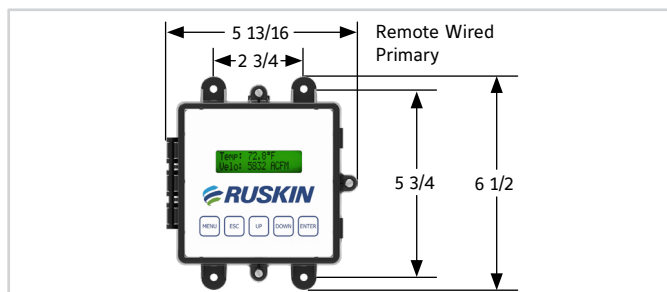 5 13/16
Remote Wired
Primary
2 3/4
Temp: 72.8°F
Velo: 5832 ACFM
RUSKIN
5 3/4
6 1/2
MENU ESC UP DOWN ENTER